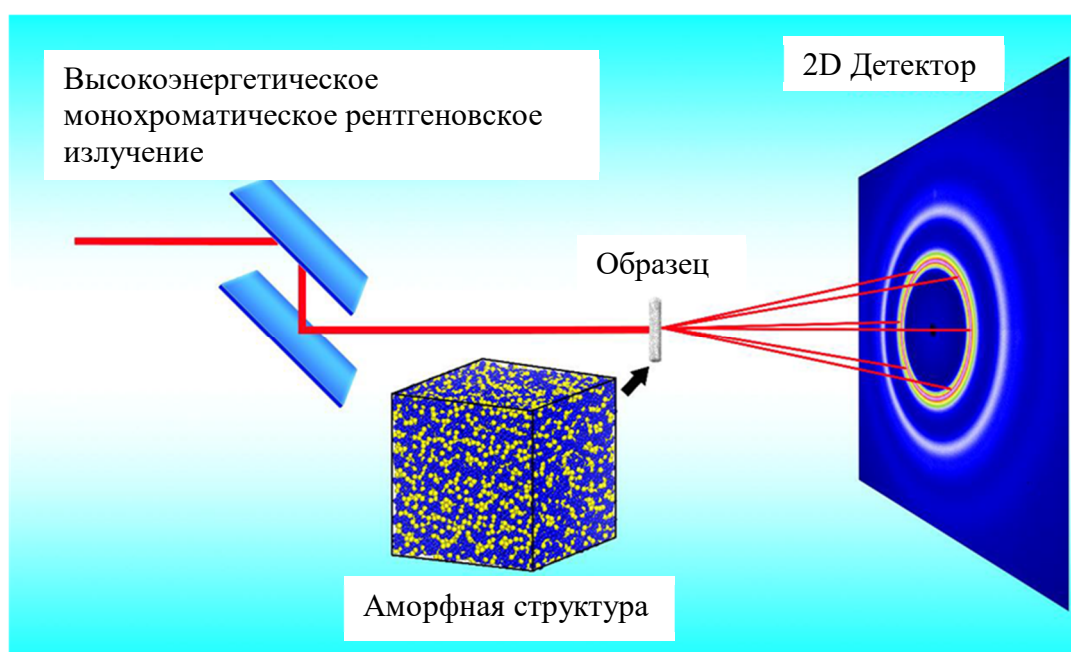 Высокоэнергетическое
монохроматическое рентгеновское
излучение
2D Детектор
Образец
Аморфная структура